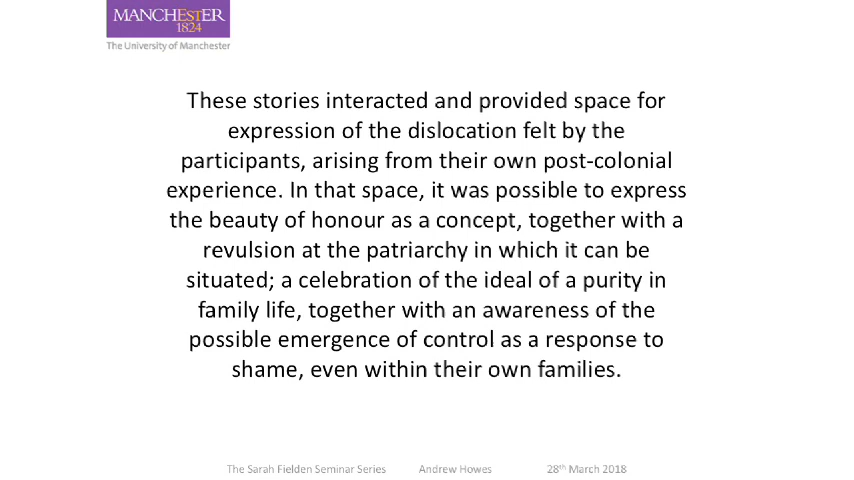 MANCHESTER
1824
The University of Manchester
These stories interacted and provided space for
expression of the dislocation felt by the
participants, arising from their own post-colonial
experience. In that space, it was possible to express
the beauty of honour as a concept, together with a
revulsion at the patriarchy in which it can be
situated; a celebration of the ideal of a purity in
family life, together with an awareness of the
possible emergence of control as a response to
shame, even within their own families.
The Sarah Fielden Seminar Series Andrew Howes 28th March 2018